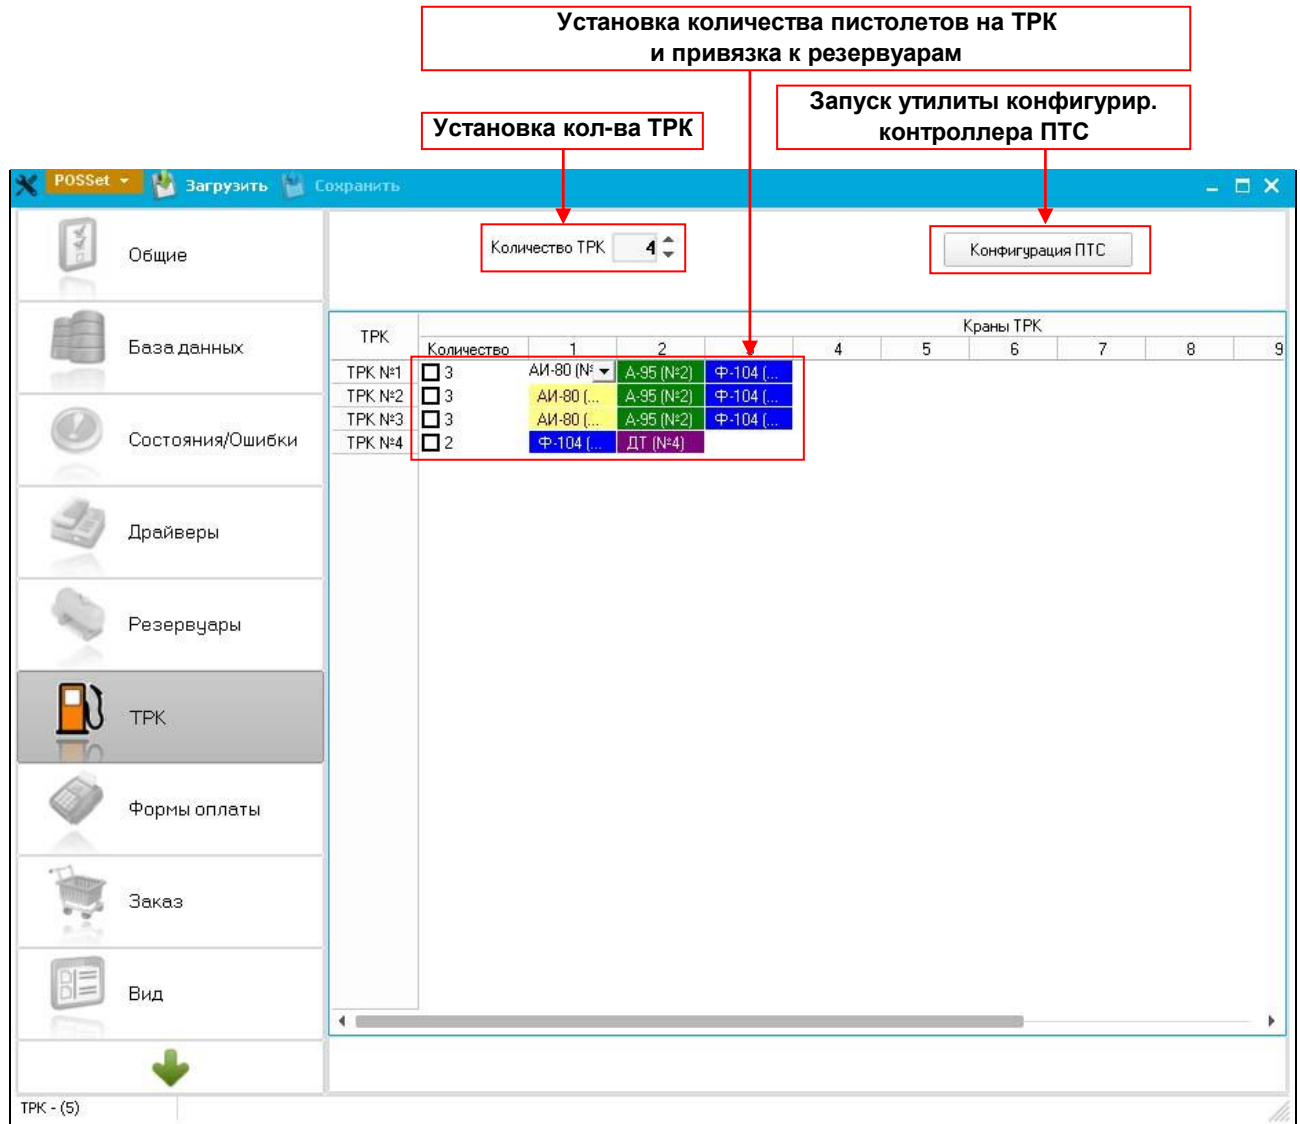 Установка количества пистолетов на ТРК
и привязка к резервуарам
Запуск утилиты конфигурир.
контроллера ПТС
Установка кол-ва ТРК
POSSet Загрузить Сохранить
Общие
База данных
Состояния/Ошибки
Драйверы
Резервуары
ТРК
Формы оплаты
Заказ
Вид
Количество ТРК 4
Конфигурация ПТС
ТРК Краны ТРК
Количество 1 2 3 4 5 6 7 8 9
ТРК №1 3 АИ-80 (№ А-95 (№2) Ф-104 (...
ТРК №2 3 АИ-80 (... А-95 (№2) Ф-104 (...
ТРК №3 3 АИ-80 (... А-95 (№2) Ф-104 (...
ТРК №4 2 Ф-104 (... ДТ (№4)
ТРК - (5)